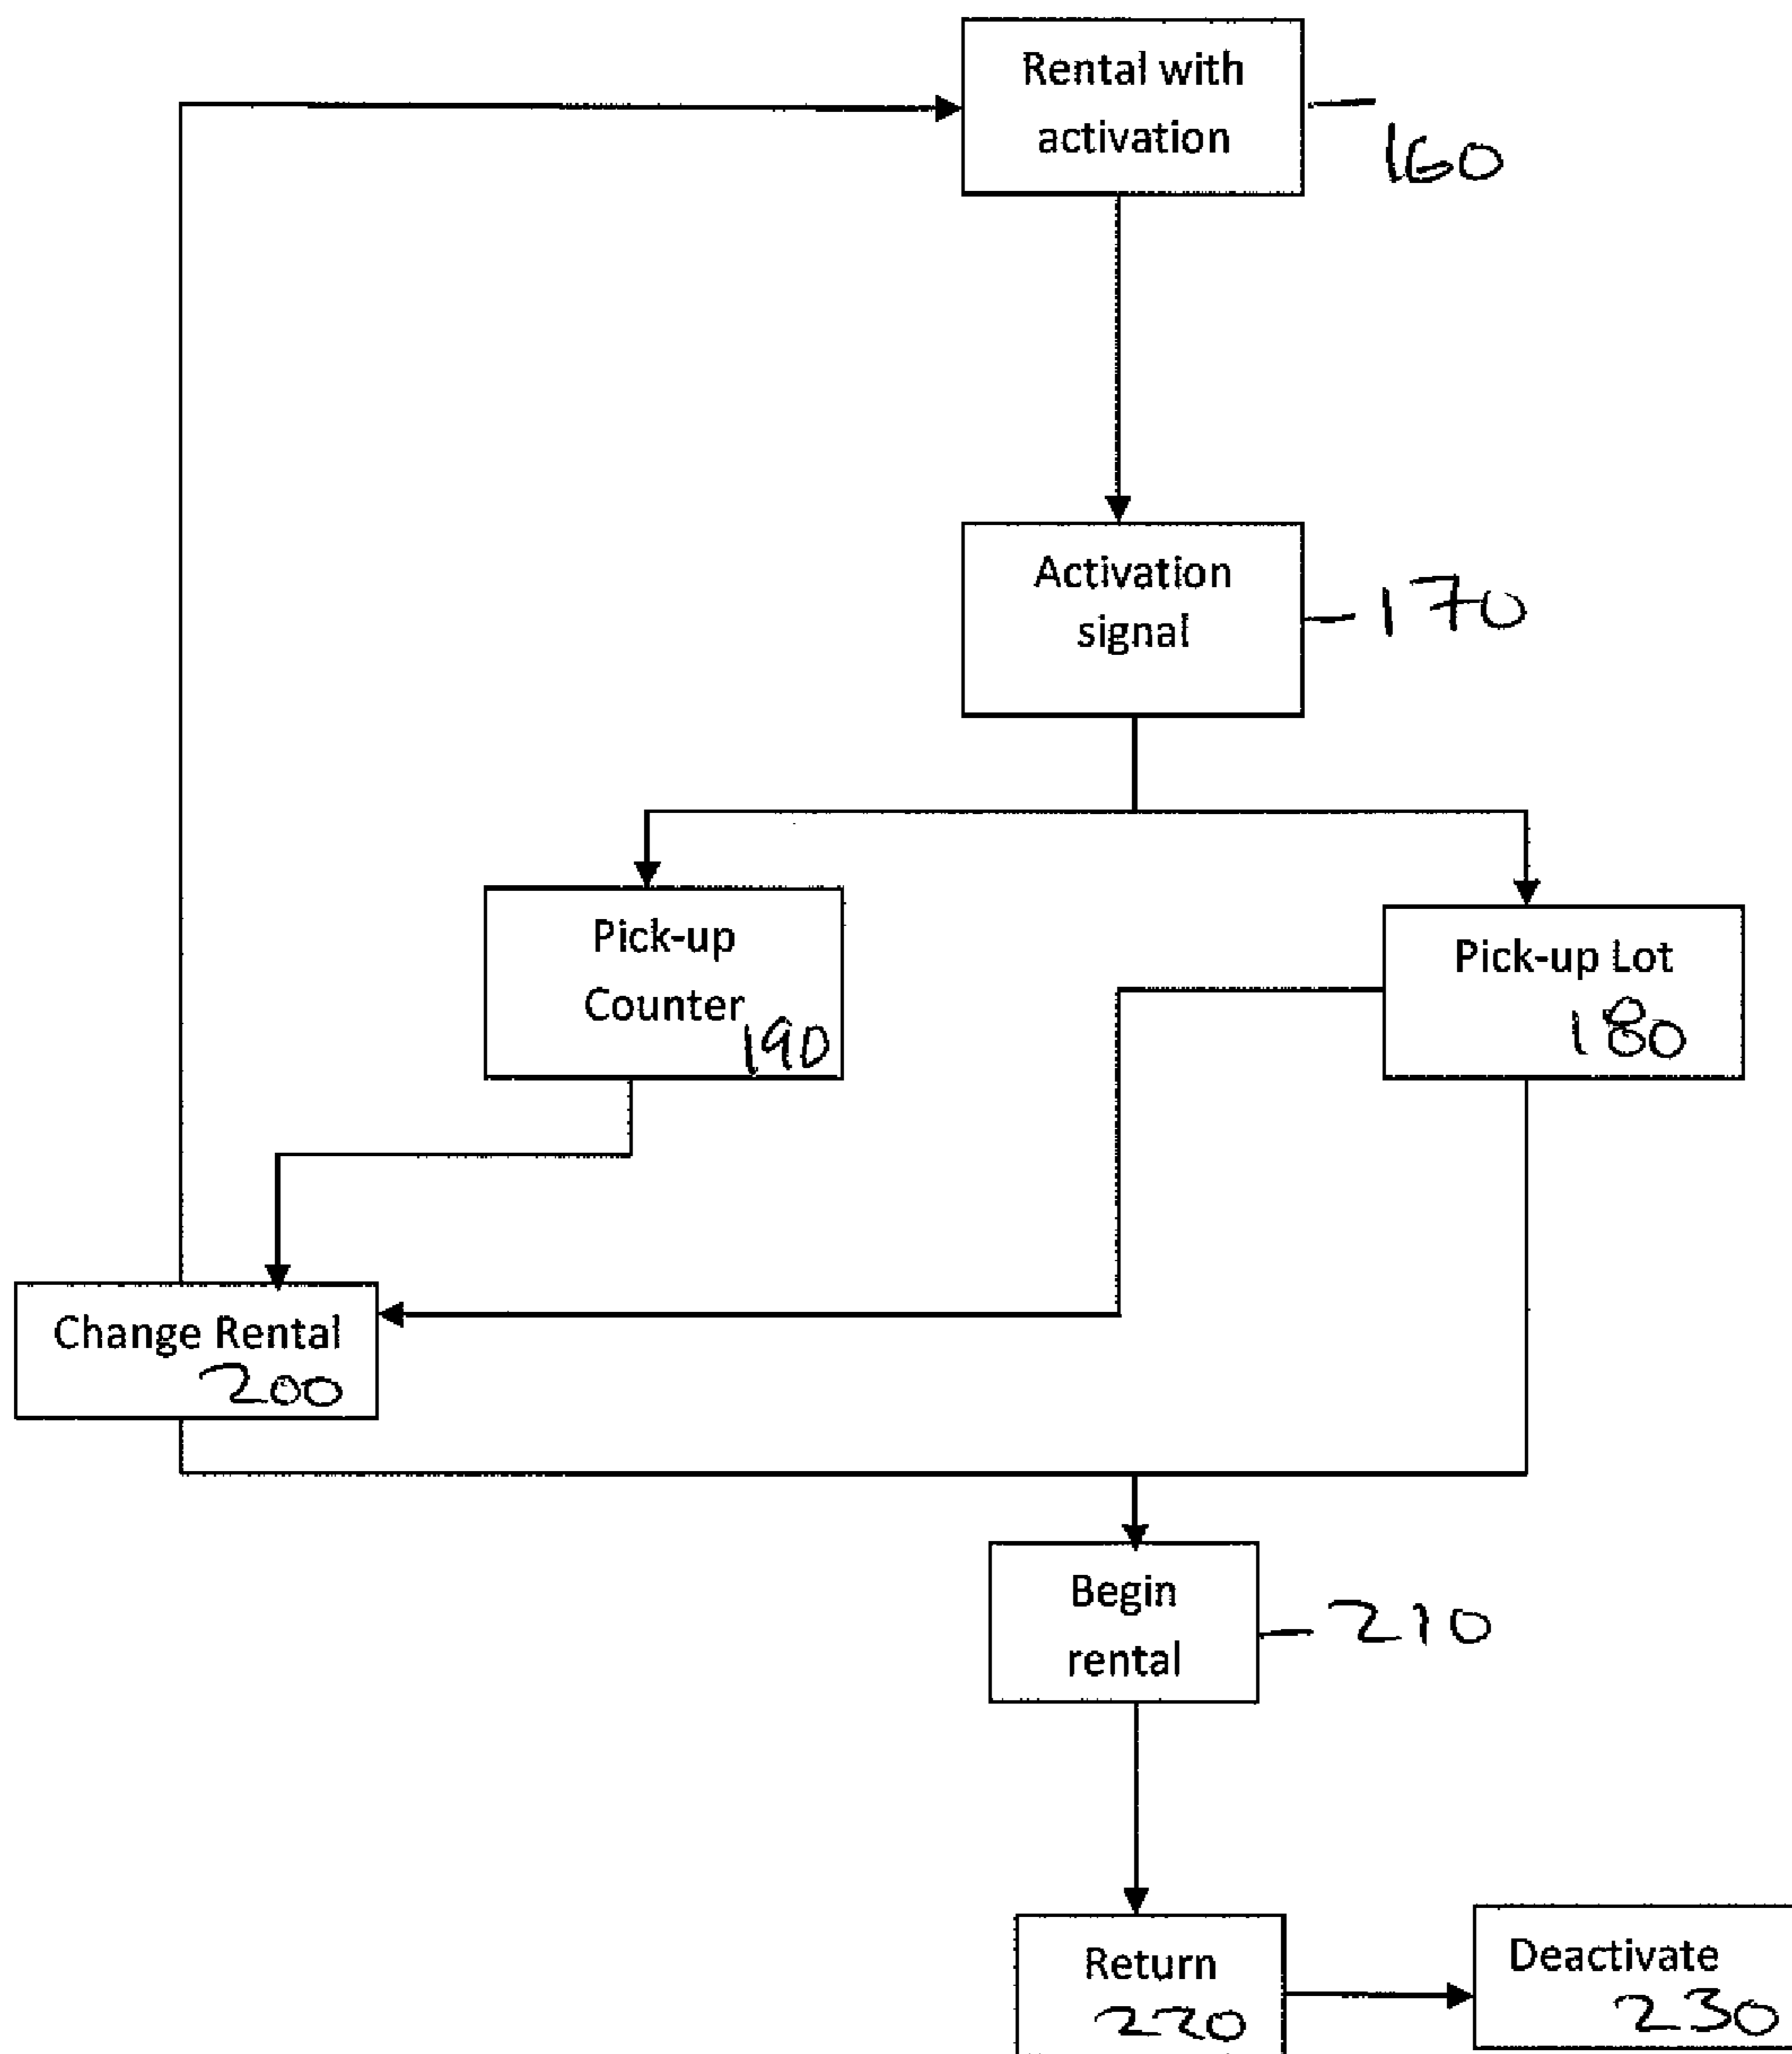 Rental with
activation
160
Activation
signal
170
Pick-up
Counter
190
Pick-up Lot
180
Change Rental
200
Begin
rental
210
Return
220
Deactivate
230